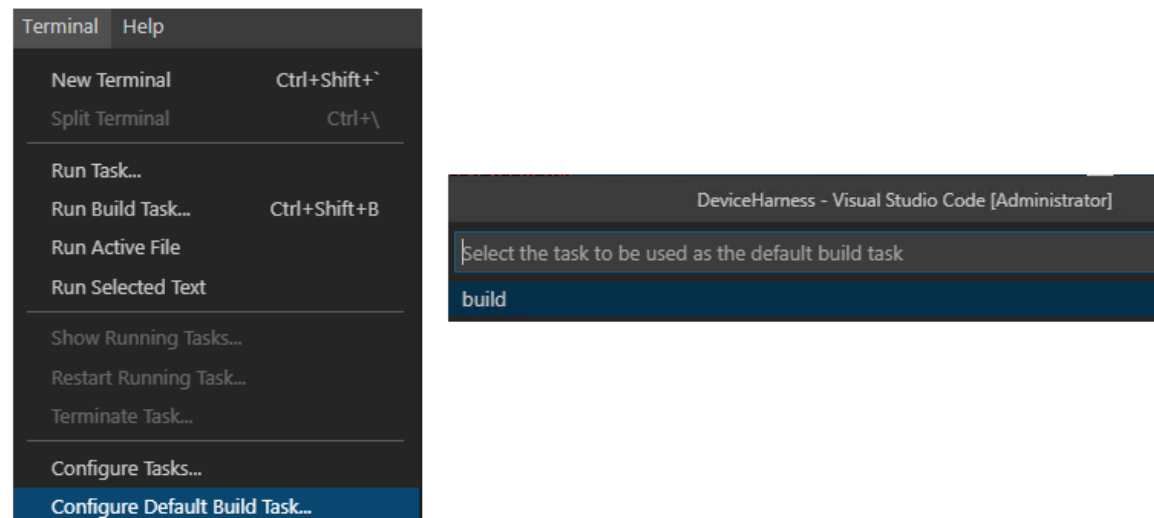 Terminal Help
New Terminal Ctrl+Shift+`
Split Terminal Ctrl+\
Run Task...
Run Build Task... Ctrl+Shift+B
Run Active File
Run Selected Text
Show Running Tasks...
Restart Running Task...
Terminate Task...
Configure Tasks...
Configure Default Build Task...
DeviceHarness - Visual Studio Code [Administrator]
Select the task to be used as the default build task
build